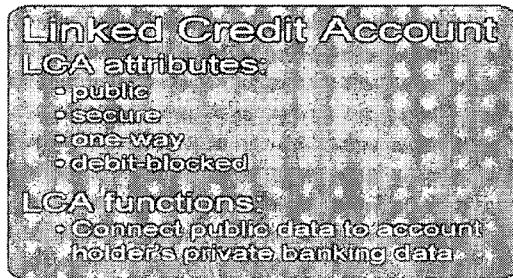 Linked Credit Account
LCA attributes:
• public
• secure
• one-way
• debit-blocked
LCA functions:
• Connect public data to account
holder's private banking data